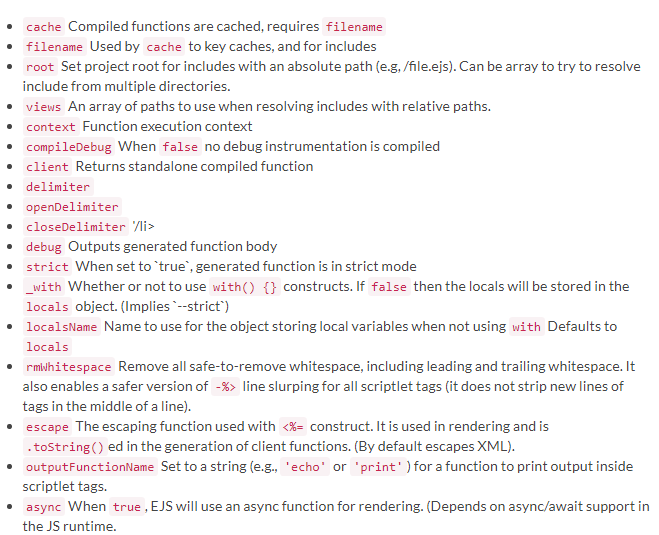 cache Compiled functions are cached, requires filename
filename Used by cache to key caches, and for includes
root Set project root for includes with an absolute path (e.g, /file.ejs). Can be array to try to resolve
include from multiple directories.
views An array of paths to use when resolving includes with relative paths.
context Function execution context
compileDebug When false no debug instrumentation is compiled
client Returns standalone compiled function
delimiter
openDelimiter
closeDelimiter '/li>
debug Outputs generated function body
strict When set to `true`, generated function is in strict mode
_with Whether or not to use with() {} constructs. If false then the locals will be stored in the
locals object. (Implies `--strict`)
localsName Name to use for the object storing local variables when not using with Defaults to
locals
rmWhitespace Remove all safe-to-remove whitespace, including leading and trailing whitespace. It
also enables a safer version of -%> line slurping for all scriptlet tags (it does not strip new lines of
tags in the middle of a line).
escape The escaping function used with <%= construct. It is used in rendering and is
.toString() ed in the generation of client functions. (By default escapes XML).
outputFunctionName Set to a string (e.g., 'echo' or 'print' ) for a function to print output inside
scriptlet tags.
async When true , EJS will use an async function for rendering. (Depends on async/await support in
the JS runtime.